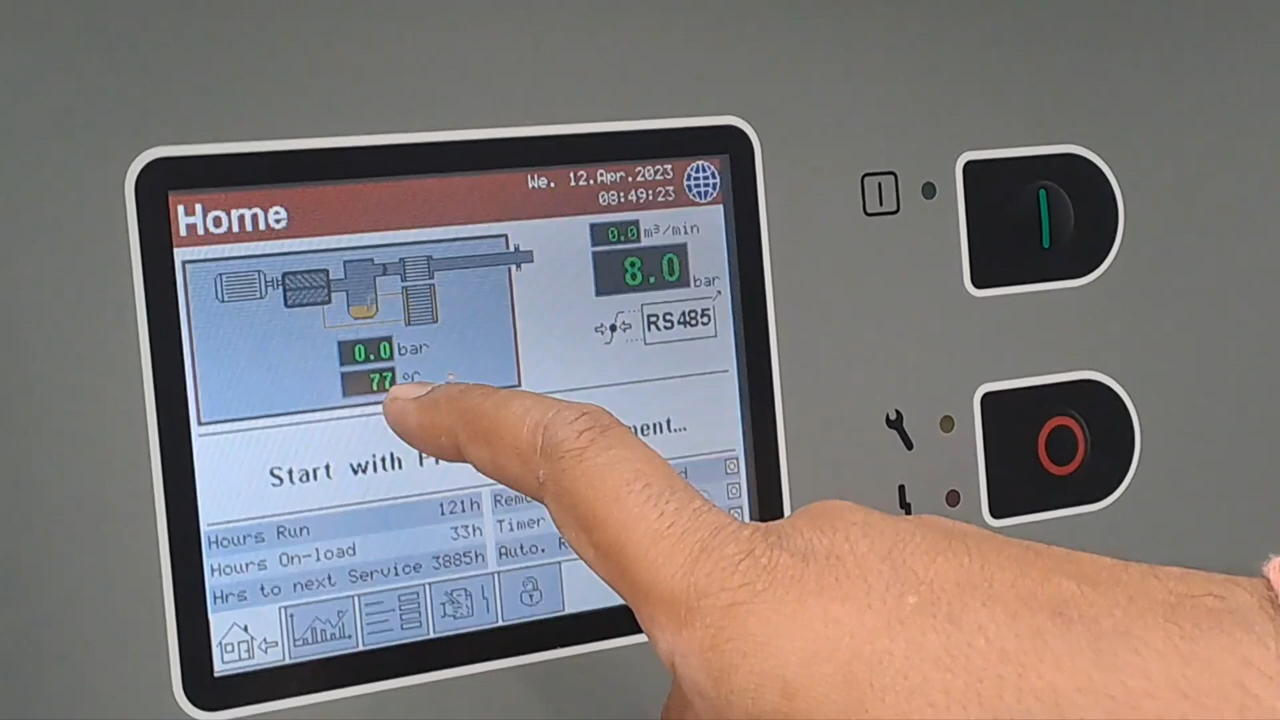 We. 12.Apr.2023
08:49:23
Home
0.0 m³/min
8.0 bar
RS485
0.0 bar
77
Start with
Hours Run 121h
Hours On-load 33h
Hrs to next Service 3885h
Timer
Auto.